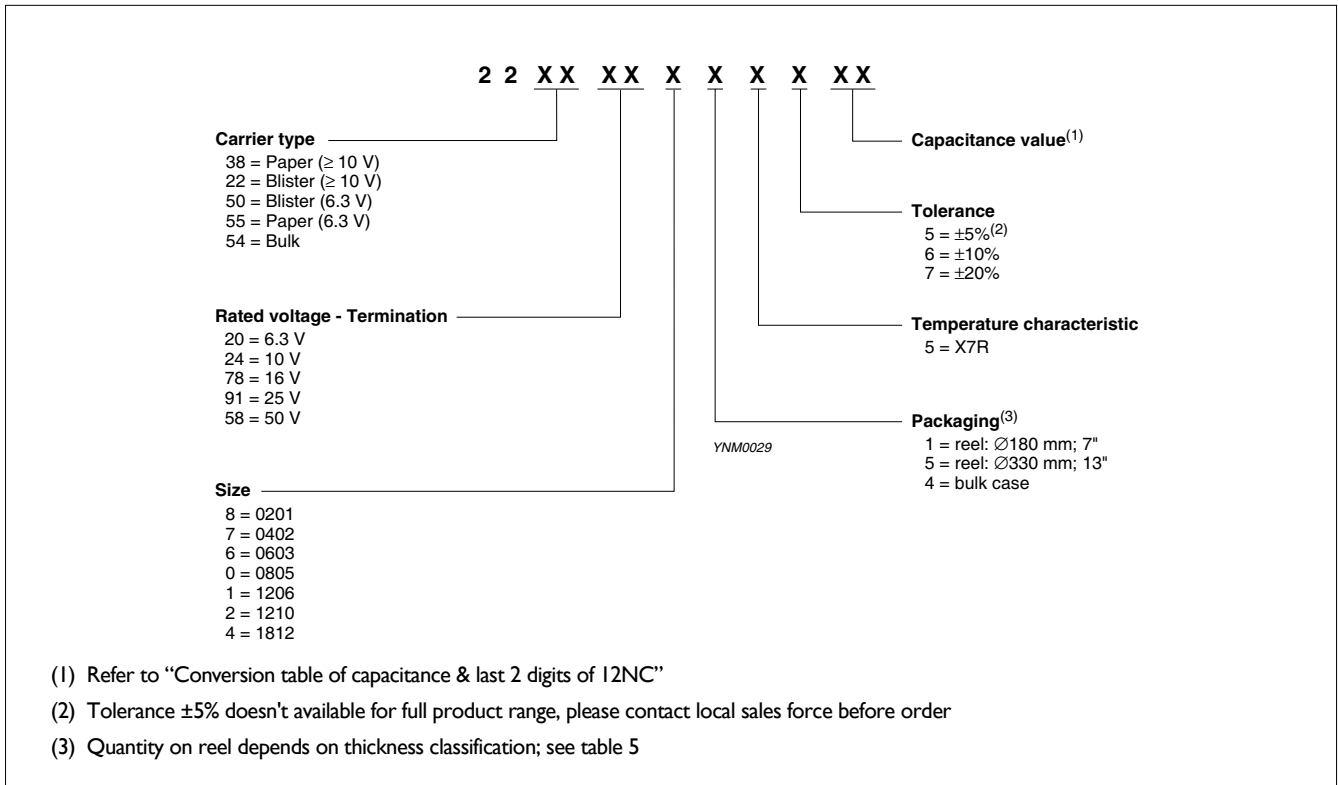 2 2 X X X X X X X X X X
Carrier type
38 = Paper (≥ 10 V)
22 = Blister (≥ 10 V)
50 = Blister (6.3 V)
55 = Paper (6.3 V)
54 = Bulk
Rated voltage - Termination
20 = 6.3 V
24 = 10 V
78 = 16 V
91 = 25 V
58 = 50 V
Size
8 = 0201
7 = 0402
6 = 0603
0 = 0805
1 = 1206
2 = 1210
4 = 1812
Capacitance value(1)
Tolerance
5 = ±5%(2)
6 = ±10%
7 = ±20%
Temperature characteristic
5 = X7R
Packaging(3)
1 = reel: ∅180 mm; 7"
5 = reel: ∅330 mm; 13"
4 = bulk case
YNM0029
(1) Refer to “Conversion table of capacitance & last 2 digits of 12NC”
(2) Tolerance ±5% doesn't available for full product range, please contact local sales force before order
(3) Quantity on reel depends on thickness classification; see table 5